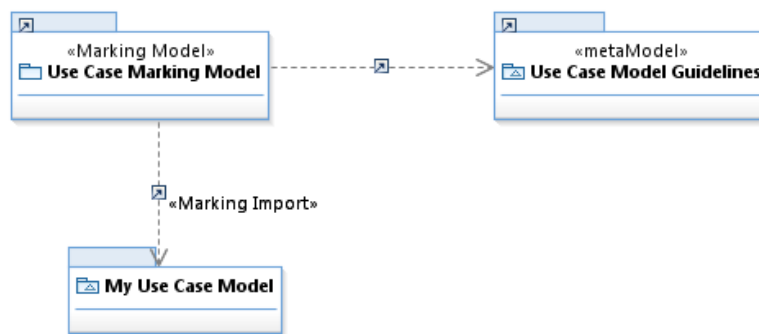 «Marking Model»
Use Case Marking Model
«metaModel»
Use Case Model Guidelines
«Marking Import»
My Use Case Model